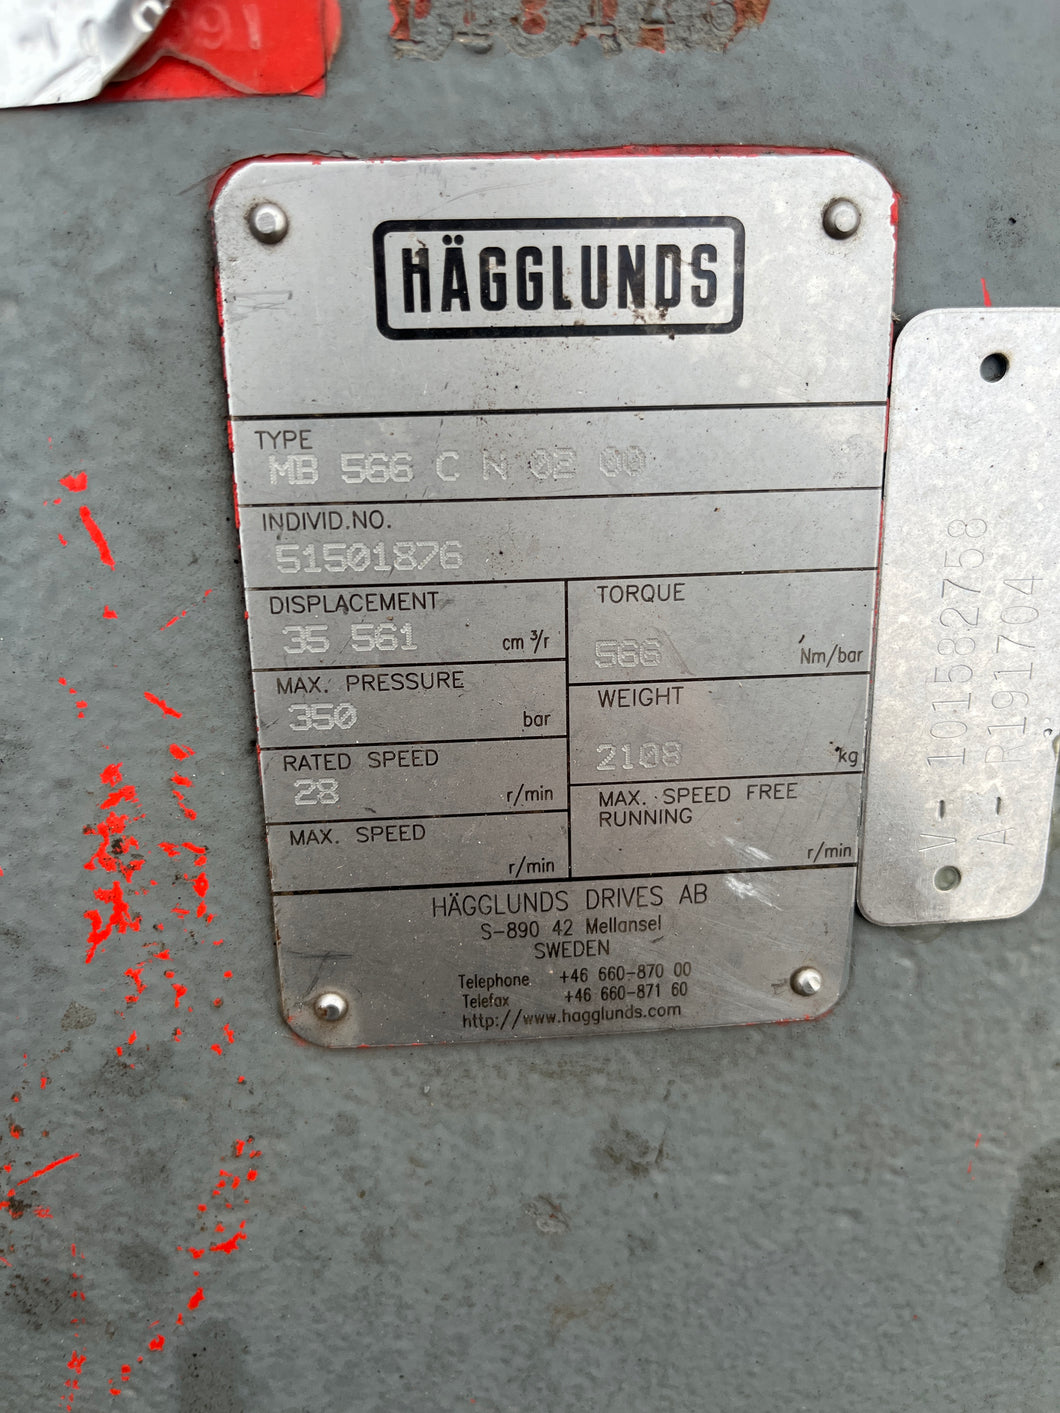 HÄGGLUNDS
TYPE
MB 566 C N 02 00
INDIVID.NO.
51501876
DISPLACEMENT
35 561 cm ³/r
TORQUE
566 Nm/bar
MAX. PRESSURE
350 bar
WEIGHT
2108 kg
RATED SPEED
28 r/min
MAX. SPEED FREE
RUNNING
r/min
MAX. SPEED
r/min
HÄGGLUNDS DRIVES AB
S-890 42 Mellansel
SWEDEN
Telephone +46 660-870 00
Telefax +46 660-871 60
http://www.hagglunds.com
V- 101582758
A- R191704